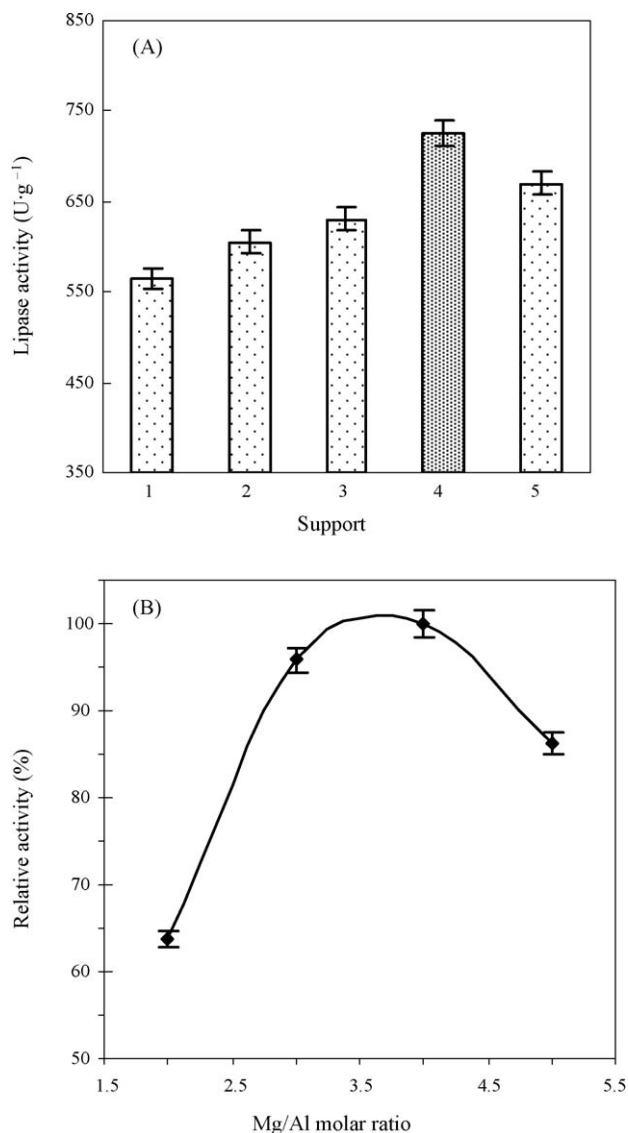 (A)
850
750
650
550
450
350
Lipase activity (U·g⁻¹)
1 2 3 4 5
Support
(B)
100
90
80
70
60
50
Relative activity (%)
1.5 2.5 3.5 4.5 5.5
Mg/Al molar ratio